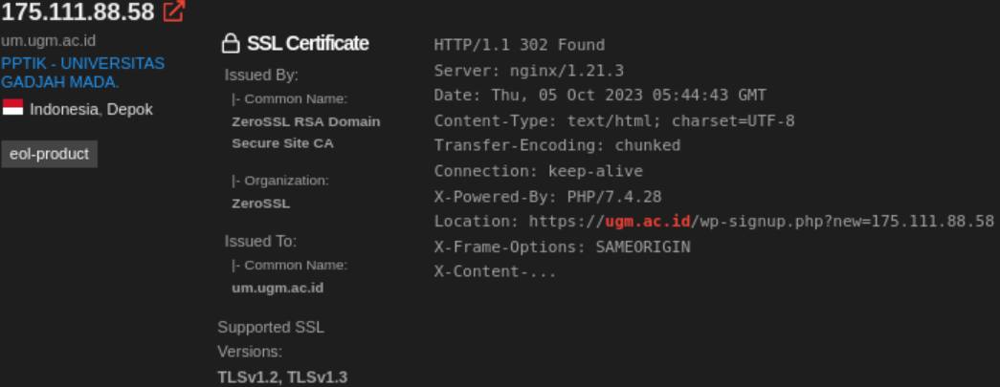 175.111.88.58
um.ugm.ac.id
PPTIK - UNIVERSITAS
GADJAH MADA.
Indonesia, Depok
eol-product
SSL Certificate
Issued By:
|- Common Name:
ZeroSSL RSA Domain
Secure Site CA
|- Organization:
ZeroSSL
Issued To:
|- Common Name:
um.ugm.ac.id
Supported SSL
Versions:
TLSv1.2, TLSv1.3
HTTP/1.1 302 Found
Server: nginx/1.21.3
Date: Thu, 05 Oct 2023 05:44:43 GMT
Content-Type: text/html; charset=UTF-8
Transfer-Encoding: chunked
Connection: keep-alive
X-Powered-By: PHP/7.4.28
Location: https://ugm.ac.id/wp-signup.php?new=175.111.88.58
X-Frame-Options: SAMEORIGIN
X-Content-...